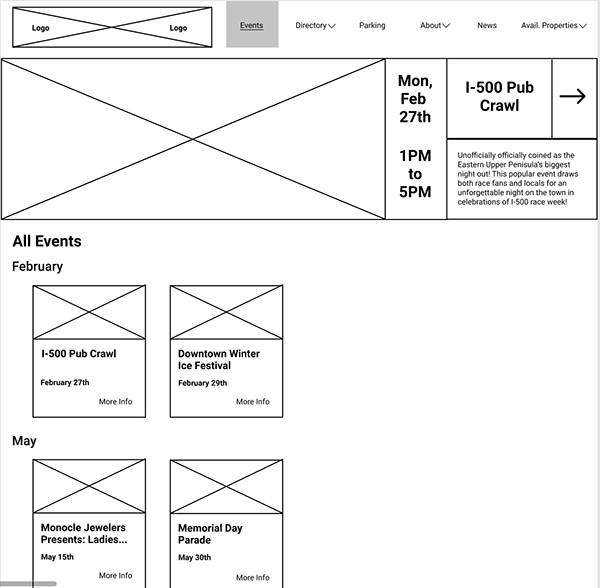 Logo
Logo
Events
Directory
Parking
About
News
Avail. Properties
Mon,
Feb
27th
1PM
to
5PM
I-500 Pub
Crawl
Unofficially officially coined as the
Eastern Upper Penisula's biggest
night out! This popular event draws
both race fans and locals for an
unforgettable night on the town in
celebrations of I-500 race week!
All Events
February
I-500 Pub Crawl
February 27th
More Info
Downtown Winter
Ice Festival
February 29th
More Info
May
Monocle Jewelers
Presents: Ladies...
May 15th
More Info
Memorial Day
Parade
May 30th
More Info